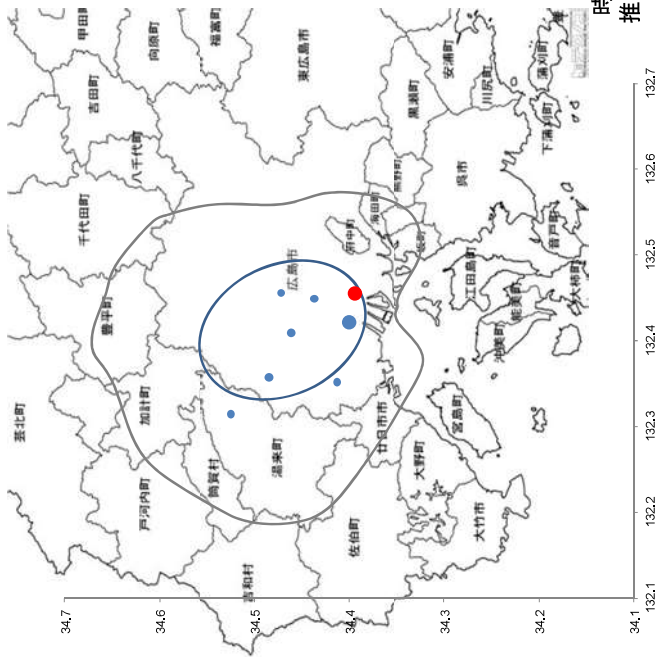 推
芸北町
加計町
戸河内町
筒賀村
吉和村
湯来町
佐伯町
豊平町
千代田町
八千代町
吉田町
甲田町
向原町
福富町
東広島市
広島市
府中町
海田町
坂町
熊野町
黒瀬町
安浦町
川尻町
蒲刈町
下蒲刈町
呉市
音戸町
江田島町
能美町
沖美町
大柿町
宮島町
廿日市市
大野町
大竹市
34.7
34.6
34.5
34.4
34.3
34.2
34.1
132.1
132.2
132.3
132.4
132.5
132.6
132.7